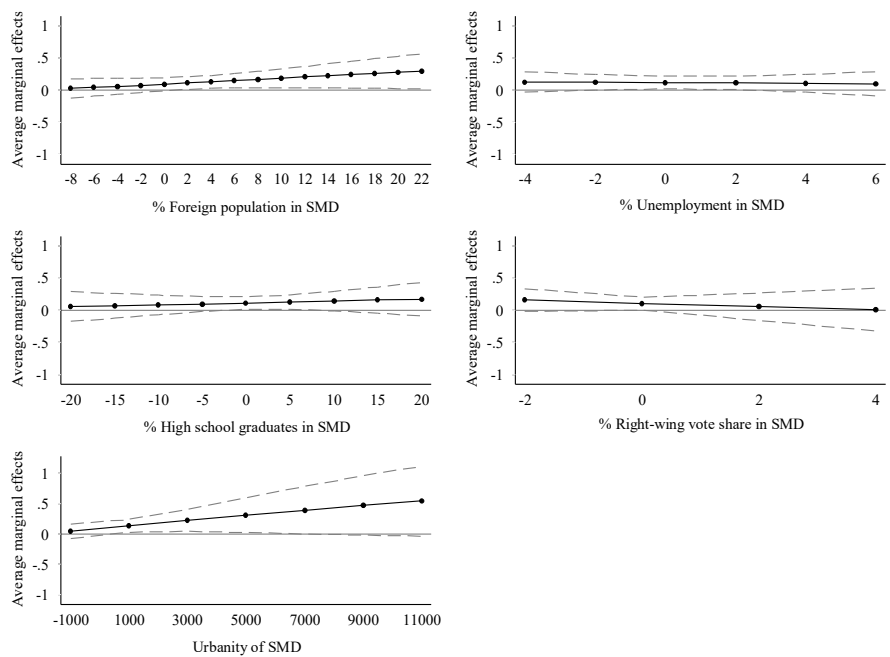 Average marginal effects
1
.5
0
-.5
-1
-8 -6 -4 -2 0 2 4 6 8 10 12 14 16 18 20 22
% Foreign population in SMD
Average marginal effects
1
.5
0
-.5
-1
-4 -2 0 2 4 6
% Unemployment in SMD
Average marginal effects
1
.5
0
-.5
-1
-20 -15 -10 -5 0 5 10 15 20
% High school graduates in SMD
Average marginal effects
1
.5
0
-.5
-1
-2 0 2 4
% Right-wing vote share in SMD
Average marginal effects
1
.5
0
-.5
-1
-1000 1000 3000 5000 7000 9000 11000
Urbanity of SMD